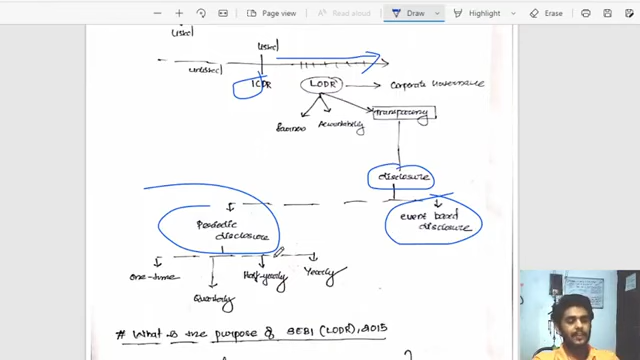 Page view
Read aloud
Draw
Highlight
Erase
Listed
Listed
unlisted
ICDR
LODR
Corporate Governance
Fairness
Accountability
Transparency
disclosure
Periodic
disclosure
event based
disclosure
One-time
Quarterly
Half-yearly
Yearly
# What is the purpose of SEBI (LODR), 2015